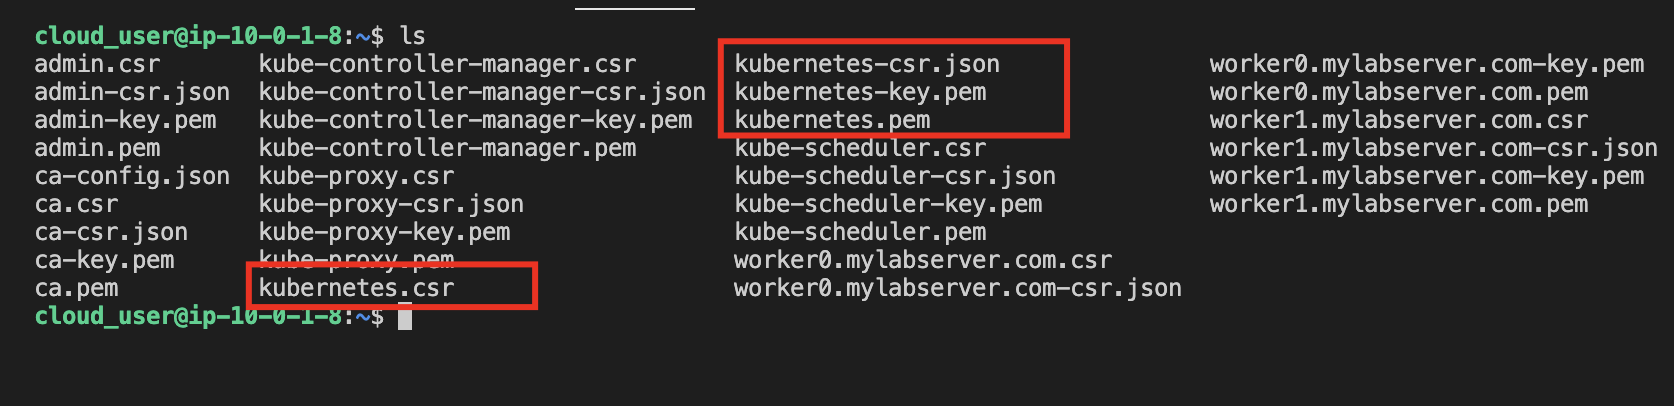 cloud_user@ip-10-0-1-8:~$ ls
admin.csr kube-controller-manager.csr kubernetes-csr.json worker0.mylabserver.com-key.pem
admin-csr.json kube-controller-manager-csr.json kubernetes-key.pem worker0.mylabserver.com.pem
admin-key.pem kube-controller-manager-key.pem kubernetes.pem worker1.mylabserver.com.csr
admin.pem kube-controller-manager.pem kube-scheduler.csr worker1.mylabserver.com-csr.json
ca-config.json kube-proxy.csr kube-scheduler-csr.json worker1.mylabserver.com-key.pem
ca.csr kube-proxy-csr.json kube-scheduler-key.pem worker1.mylabserver.com.pem
ca-csr.json kube-proxy-key.pem kube-scheduler.pem
ca-key.pem kube-proxy.pem worker0.mylabserver.com.csr
ca.pem kubernetes.csr worker0.mylabserver.com-csr.json
cloud_user@ip-10-0-1-8:~$